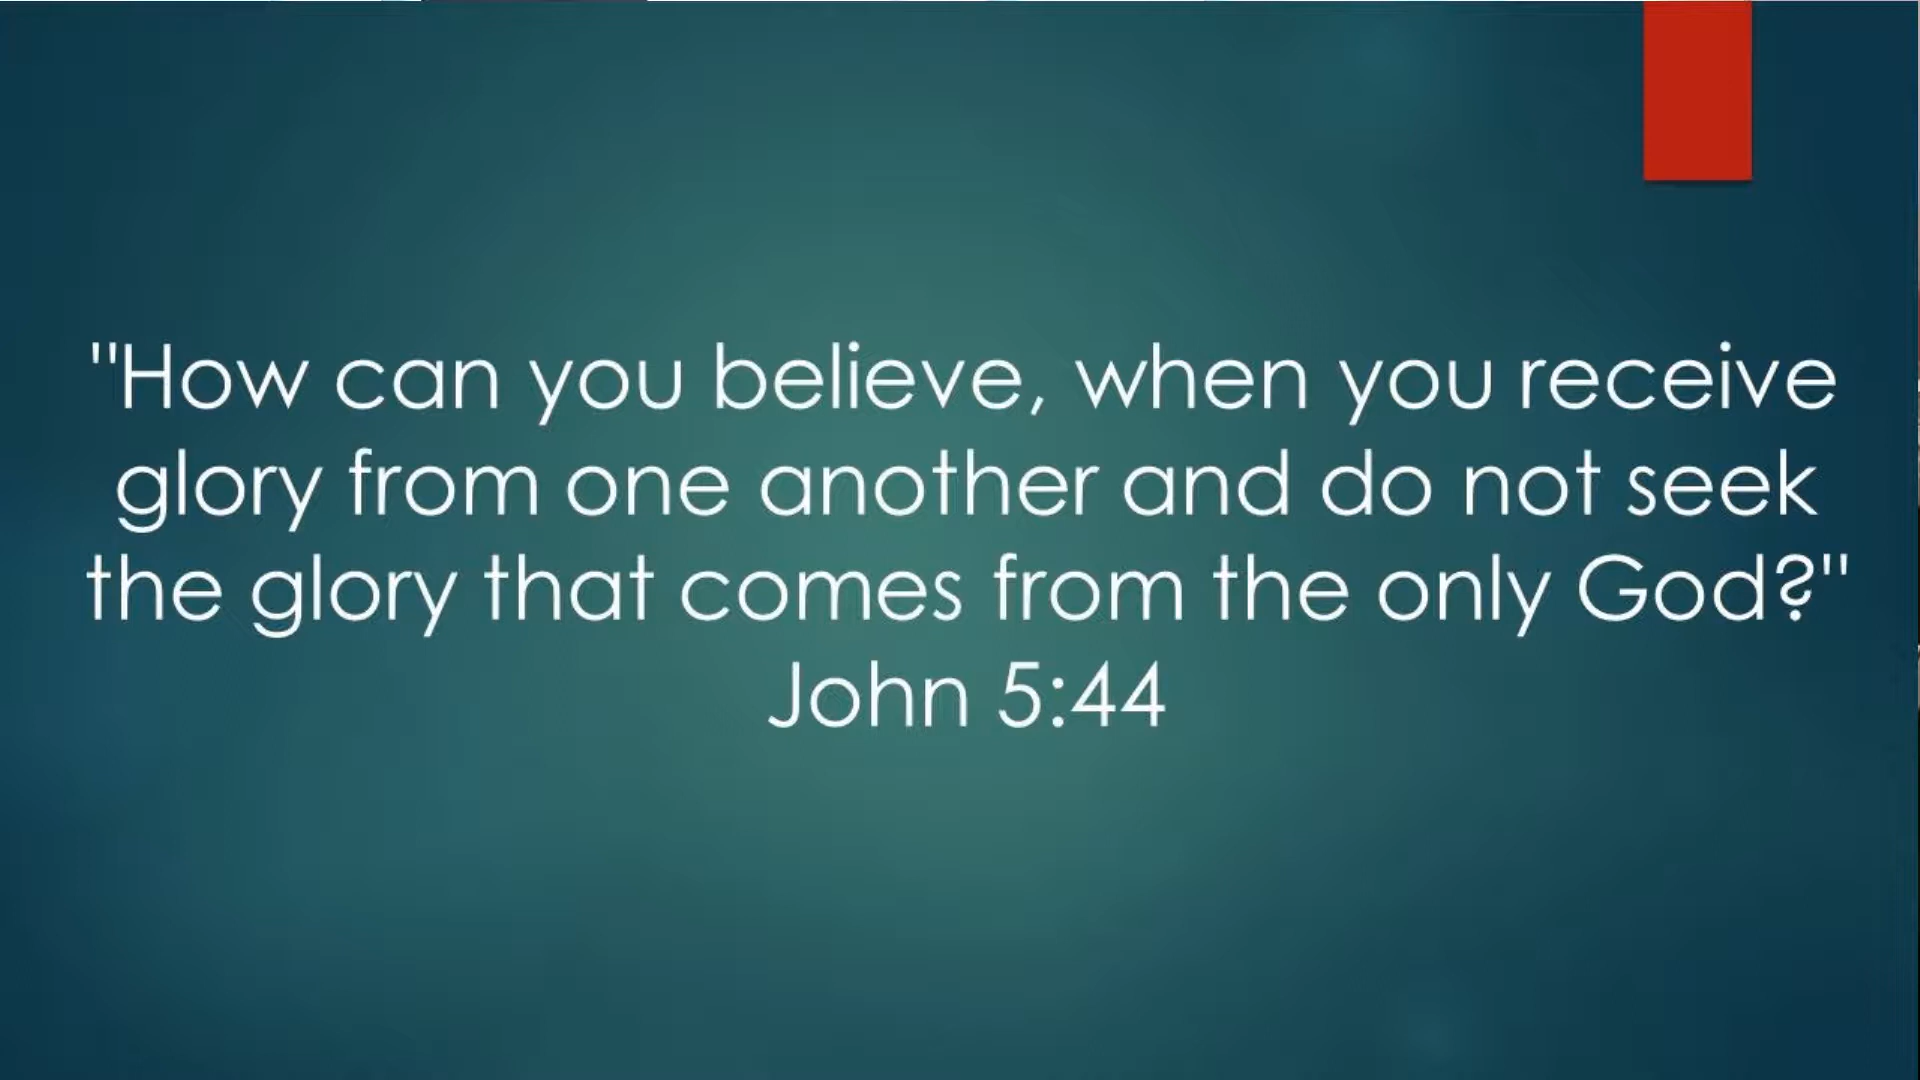 "How can you believe, when you receive
glory from one another and do not seek
the glory that comes from the only God?"
John 5:44